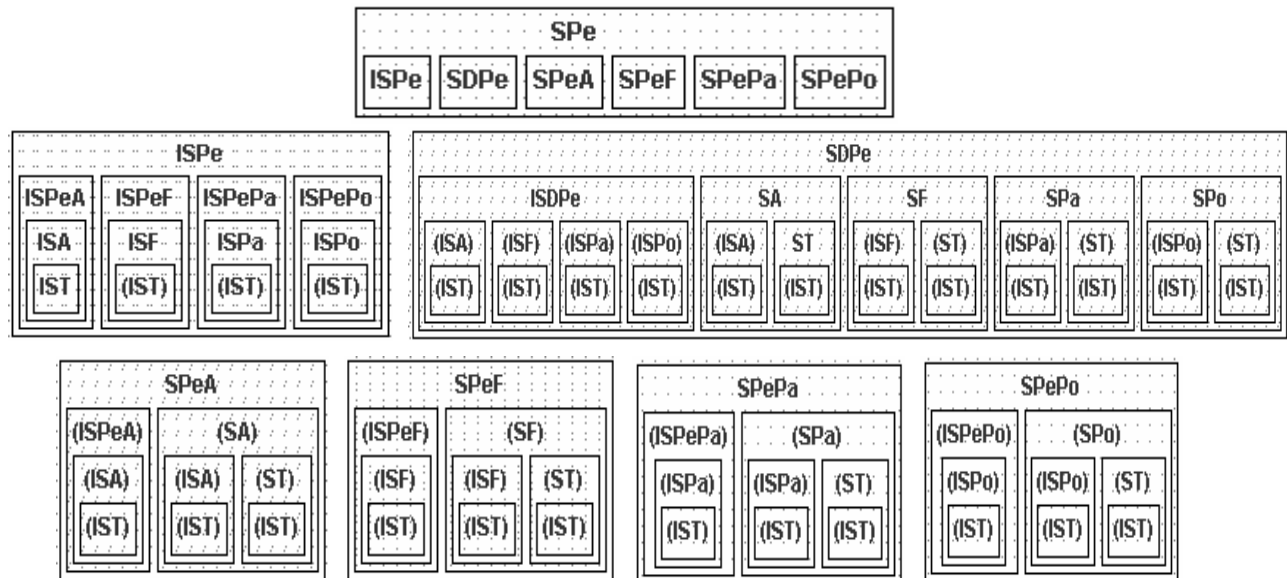 SPe
ISPe SDPe SPeA SPeF SPePa SPePo
ISPe SDPe
ISPeA ISPeF ISPePa ISPePo ISDPe SA SF SPa SPo
ISA ISF ISPa ISPo (ISA) (ISF) (ISPa) (ISPo) (ISA) ST (ISF) (ST) (ISPa) (ST) (ISPo) (ST)
IST (IST) (IST) (IST) (IST) (IST) (IST) (IST) (IST) (IST) (IST) (IST) (IST) (IST) (IST) (IST)
SPeA SPeF SPePa SPePo
(ISPeA) (SA) (ISPeF) (SF) (ISPePa) (SPa) (ISPePo) (SPo)
(ISA) (ISA) (ST) (ISF) (ISF) (ST) (ISPa) (ISPa) (ST) (ISPo) (ISPo) (ST)
(IST) (IST) (IST) (IST) (IST) (IST) (IST) (IST) (IST) (IST) (IST) (IST)